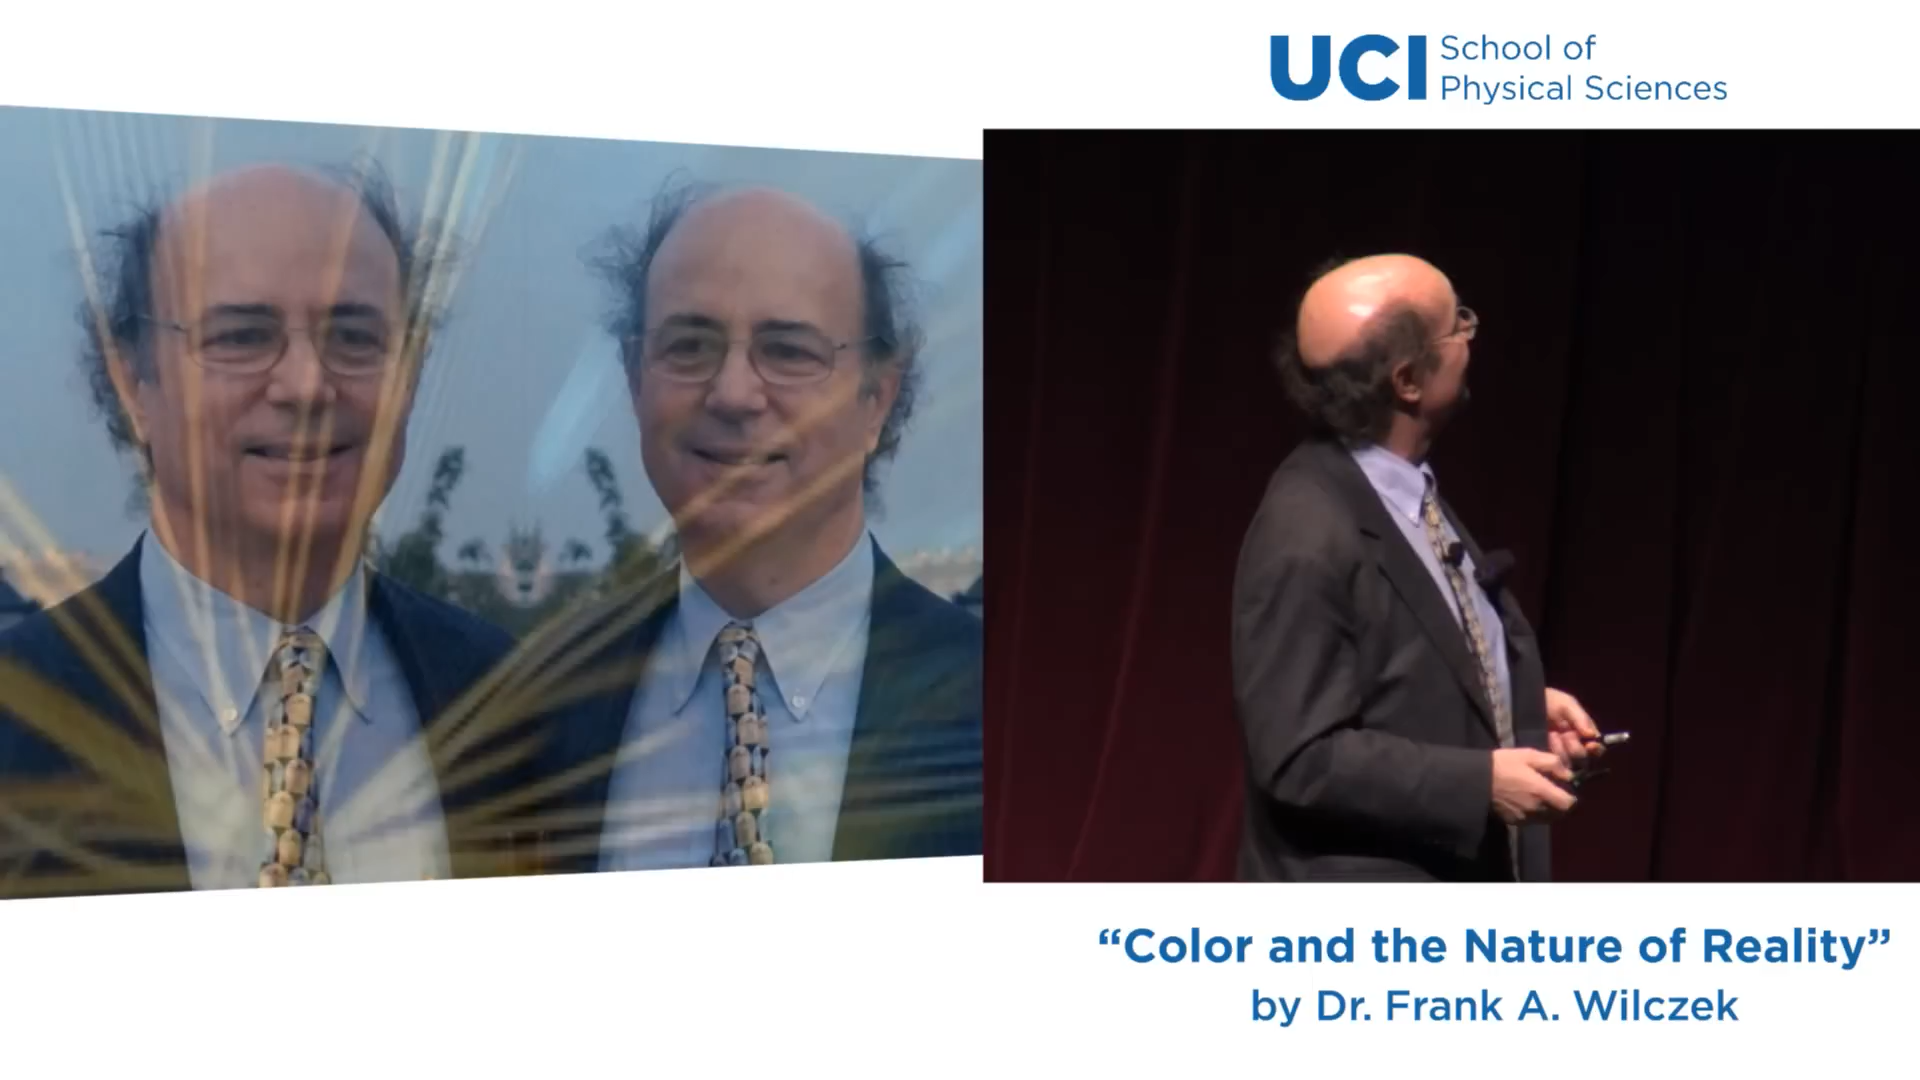 UCI School of
Physical Sciences
“Color and the Nature of Reality”
by Dr. Frank A. Wilczek